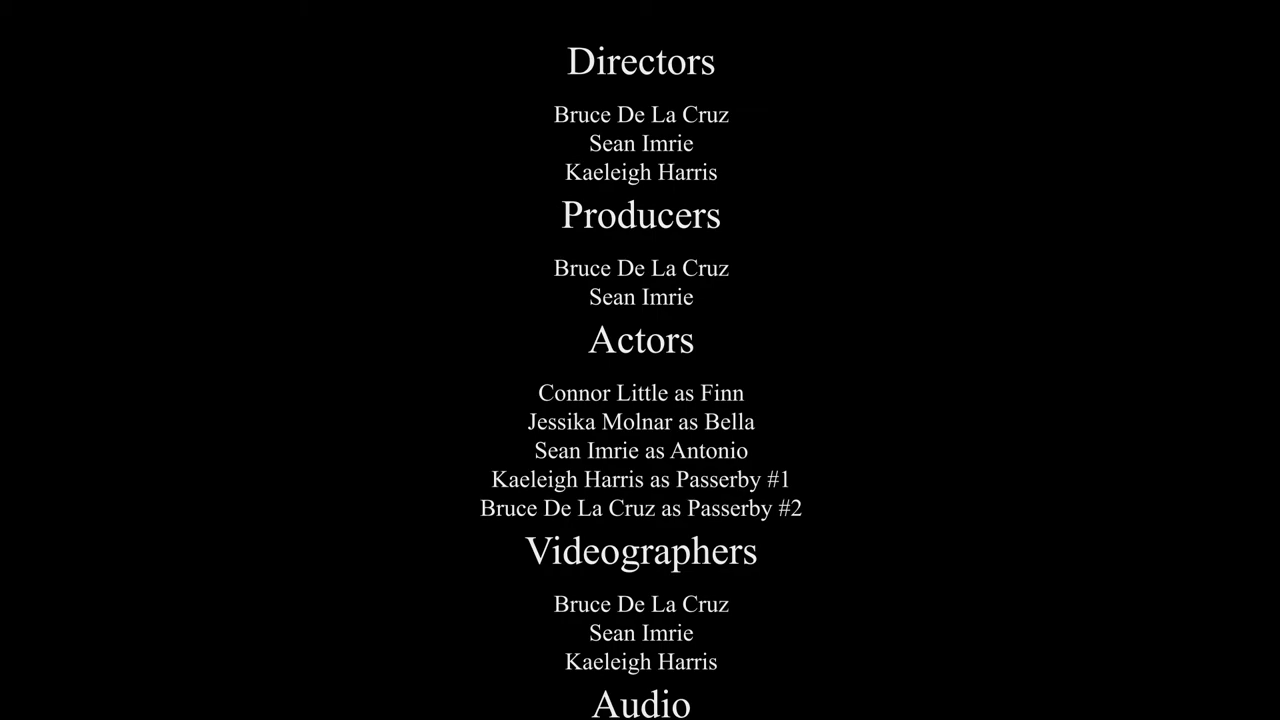 Directors
Bruce De La Cruz
Sean Imrie
Kaeleigh Harris
Producers
Bruce De La Cruz
Sean Imrie
Actors
Connor Little as Finn
Jessika Molnar as Bella
Sean Imrie as Antonio
Kaeleigh Harris as Passerby #1
Bruce De La Cruz as Passerby #2
Videographers
Bruce De La Cruz
Sean Imrie
Kaeleigh Harris
Audio